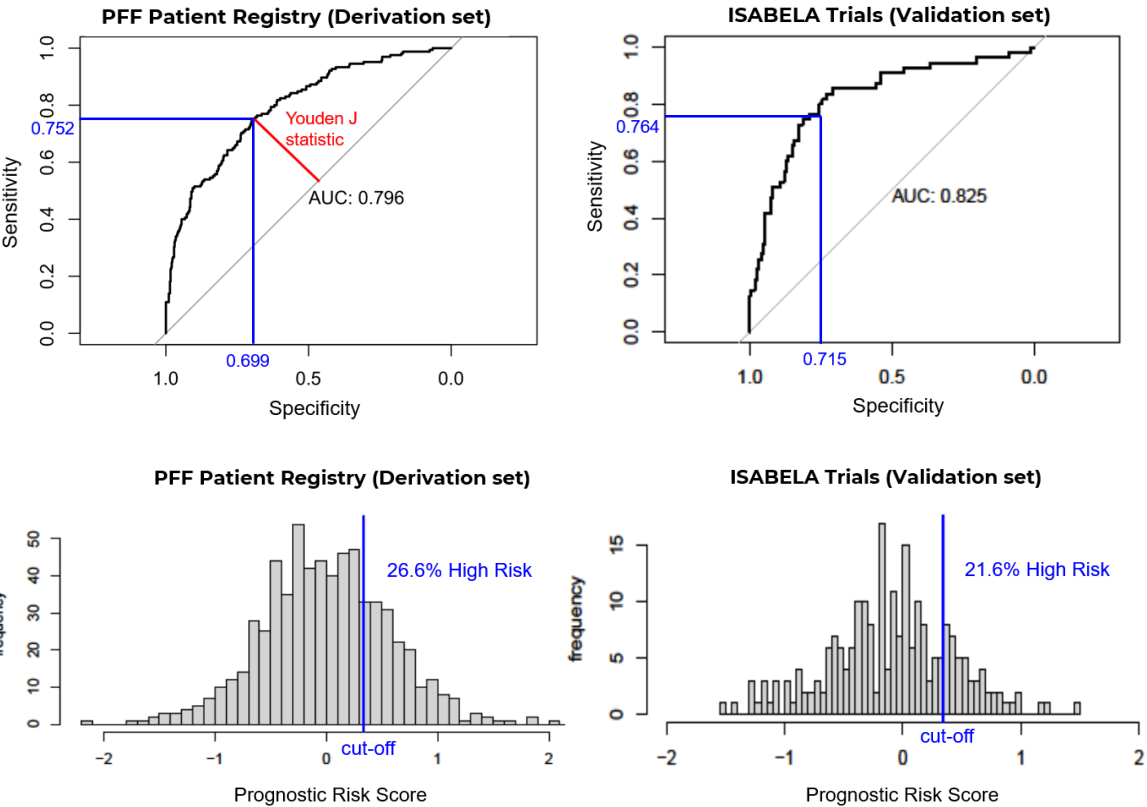 PFF Patient Registry (Derivation set)
1.0
0.8
0.6
0.4
0.2
0.0
Sensitivity
0.752
Youden J
statistic
AUC: 0.796
0.699
1.0
0.5
0.0
Specificity
ISABELA Trials (Validation set)
1.0
0.8
0.6
0.4
0.2
0.0
Sensitivity
0.764
AUC: 0.825
0.715
1.0
0.5
0.0
Specificity
PFF Patient Registry (Derivation set)
50
40
30
20
10
0
26.6% High Risk
−2
−1
0
1
2
cut-off
Prognostic Risk Score
ISABELA Trials (Validation set)
frequency
15
10
5
0
21.6% High Risk
−2
−1
0
1
2
cut-off
Prognostic Risk Score